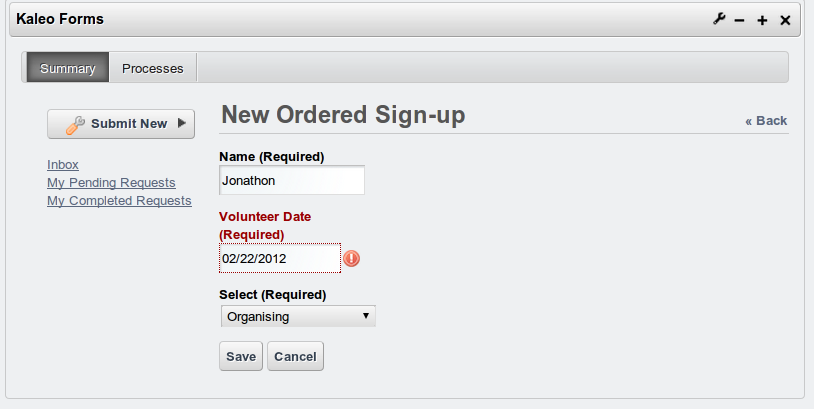 Kaleo Forms
Summary
Processes
Submit New
Inbox
My Pending Requests
My Completed Requests
New Ordered Sign-up
« Back
Name (Required)
Jonathon
Volunteer Date
(Required)
02/22/2012
Select (Required)
Organising
Save
Cancel